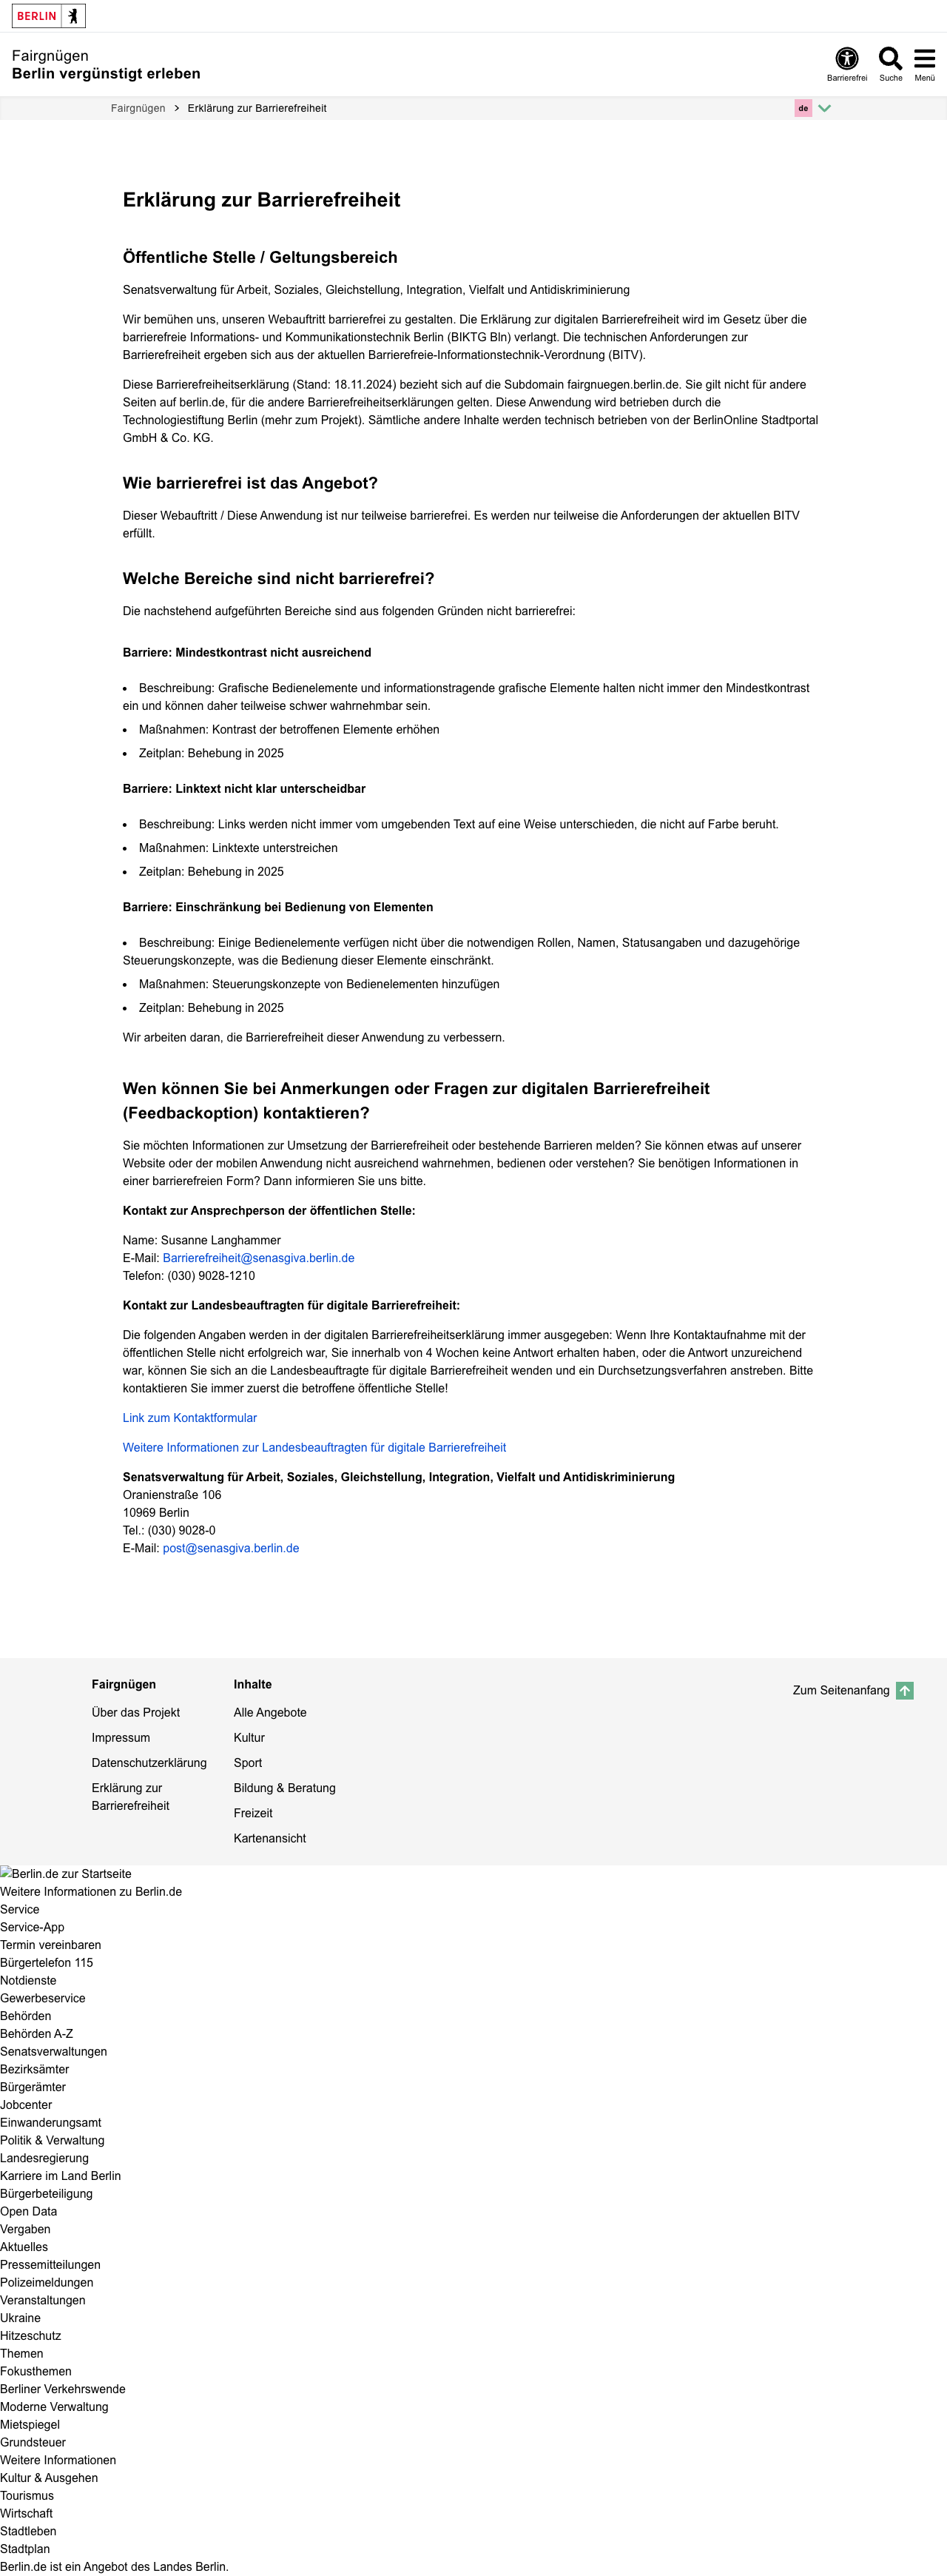 BERLIN
Fairgnügen
Berlin vergünstigt erleben
Barrierefrei
Suche
Menü
Fairgnügen > Erklärung zur Barrierefreiheit
de
Erklärung zur Barrierefreiheit
Öffentliche Stelle / Geltungsbereich
Senatsverwaltung für Arbeit, Soziales, Gleichstellung, Integration, Vielfalt und Antidiskriminierung
Wir bemühen uns, unseren Webauftritt barrierefrei zu gestalten. Die Erklärung zur digitalen Barrierefreiheit wird im Gesetz über die
barrierefreie Informations- und Kommunikationstechnik Berlin (BIKTG Bln) verlangt. Die technischen Anforderungen zur
Barrierefreiheit ergeben sich aus der aktuellen Barrierefreie-Informationstechnik-Verordnung (BITV).
Diese Barrierefreiheitserklärung (Stand: 18.11.2024) bezieht sich auf die Subdomain fairgnuegen.berlin.de. Sie gilt nicht für andere
Seiten auf berlin.de, für die andere Barrierefreiheitserklärungen gelten. Diese Anwendung wird betrieben durch die
Technologiestiftung Berlin (mehr zum Projekt). Sämtliche andere Inhalte werden technisch betrieben von der BerlinOnline Stadtportal
GmbH & Co. KG.
Wie barrierefrei ist das Angebot?
Dieser Webauftritt / Diese Anwendung ist nur teilweise barrierefrei. Es werden nur teilweise die Anforderungen der aktuellen BITV
erfüllt.
Welche Bereiche sind nicht barrierefrei?
Die nachstehend aufgeführten Bereiche sind aus folgenden Gründen nicht barrierefrei:
Barriere: Mindestkontrast nicht ausreichend
• Beschreibung: Grafische Bedienelemente und informationstragende grafische Elemente halten nicht immer den Mindestkontrast
ein und können daher teilweise schwer wahrnehmbar sein.
• Maßnahmen: Kontrast der betroffenen Elemente erhöhen
• Zeitplan: Behebung in 2025
Barriere: Linktext nicht klar unterscheidbar
• Beschreibung: Links werden nicht immer vom umgebenden Text auf eine Weise unterschieden, die nicht auf Farbe beruht.
• Maßnahmen: Linktexte unterstreichen
• Zeitplan: Behebung in 2025
Barriere: Einschränkung bei Bedienung von Elementen
• Beschreibung: Einige Bedienelemente verfügen nicht über die notwendigen Rollen, Namen, Statusangaben und dazugehörige
Steuerungskonzepte, was die Bedienung dieser Elemente einschränkt.
• Maßnahmen: Steuerungskonzepte von Bedienelementen hinzufügen
• Zeitplan: Behebung in 2025
Wir arbeiten daran, die Barrierefreiheit dieser Anwendung zu verbessern.
Wen können Sie bei Anmerkungen oder Fragen zur digitalen Barrierefreiheit
(Feedbackoption) kontaktieren?
Sie möchten Informationen zur Umsetzung der Barrierefreiheit oder bestehende Barrieren melden? Sie können etwas auf unserer
Website oder der mobilen Anwendung nicht ausreichend wahrnehmen, bedienen oder verstehen? Sie benötigen Informationen in
einer barrierefreien Form? Dann informieren Sie uns bitte.
Kontakt zur Ansprechperson der öffentlichen Stelle:
Name: Susanne Langhammer
E-Mail: Barrierefreiheit@senasgiva.berlin.de
Telefon: (030) 9028-1210
Kontakt zur Landesbeauftragten für digitale Barrierefreiheit:
Die folgenden Angaben werden in der digitalen Barrierefreiheitserklärung immer ausgegeben: Wenn Ihre Kontaktaufnahme mit der
öffentlichen Stelle nicht erfolgreich war, Sie innerhalb von 4 Wochen keine Antwort erhalten haben, oder die Antwort unzureichend
war, können Sie sich an die Landesbeauftragte für digitale Barrierefreiheit wenden und ein Durchsetzungsverfahren anstreben. Bitte
kontaktieren Sie immer zuerst die betroffene öffentliche Stelle!
Link zum Kontaktformular
Weitere Informationen zur Landesbeauftragten für digitale Barrierefreiheit
Senatsverwaltung für Arbeit, Soziales, Gleichstellung, Integration, Vielfalt und Antidiskriminierung
Oranienstraße 106
10969 Berlin
Tel.: (030) 9028-0
E-Mail: post@senasgiva.berlin.de
Fairgnügen
Über das Projekt
Impressum
Datenschutzerklärung
Erklärung zur
Barrierefreiheit
Inhalte
Alle Angebote
Kultur
Sport
Bildung & Beratung
Freizeit
Kartenansicht
Zum Seitenanfang
Berlin.de zur Startseite
Weitere Informationen zu Berlin.de
Service
Service-App
Termin vereinbaren
Bürgertelefon 115
Notdienste
Gewerbeservice
Behörden
Behörden A-Z
Senatsverwaltungen
Bezirksämter
Bürgerämter
Jobcenter
Einwanderungsamt
Politik & Verwaltung
Landesregierung
Karriere im Land Berlin
Bürgerbeteiligung
Open Data
Vergaben
Aktuelles
Pressemitteilungen
Polizeimeldungen
Veranstaltungen
Ukraine
Hitzeschutz
Themen
Fokusthemen
Berliner Verkehrswende
Moderne Verwaltung
Mietspiegel
Grundsteuer
Weitere Informationen
Kultur & Ausgehen
Tourismus
Wirtschaft
Stadtleben
Stadtplan
Berlin.de ist ein Angebot des Landes Berlin.